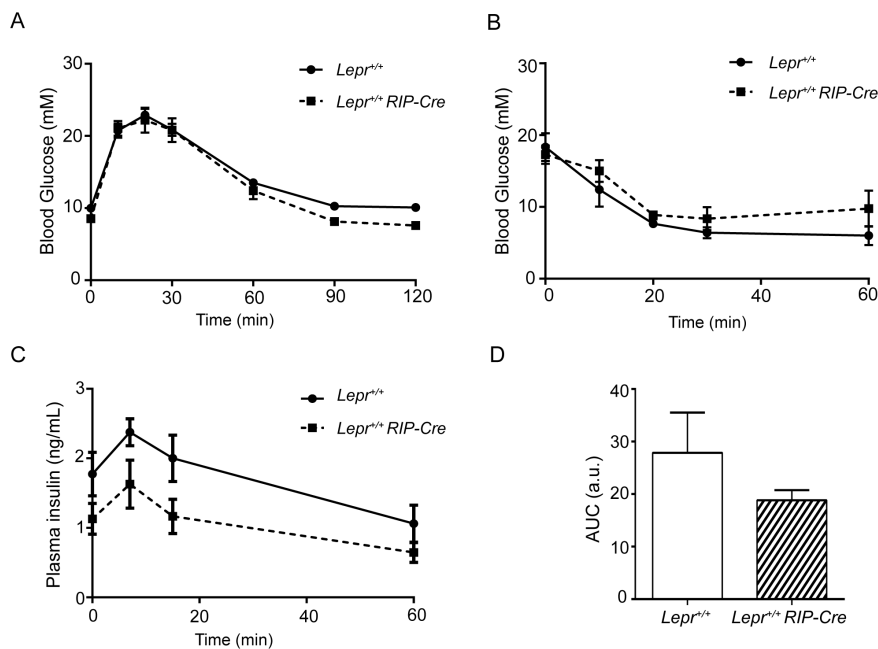 A
Blood Glucose (mM)
30
20
10
0
0 30 60 90 120
Time (min)
Lepr+/+
Lepr+/+ RIP-Cre
B
Blood Glucose (mM)
30
20
10
0
0 20 40 60
Time (min)
Lepr+/+
Lepr+/+ RIP-Cre
C
Plasma insulin (ng/mL)
3
2
1
0
0 20 40 60
Time (min)
Lepr+/+
Lepr+/+ RIP-Cre
D
AUC (a.u.)
40
30
20
10
0
Lepr+/+ Lepr+/+ RIP-Cre